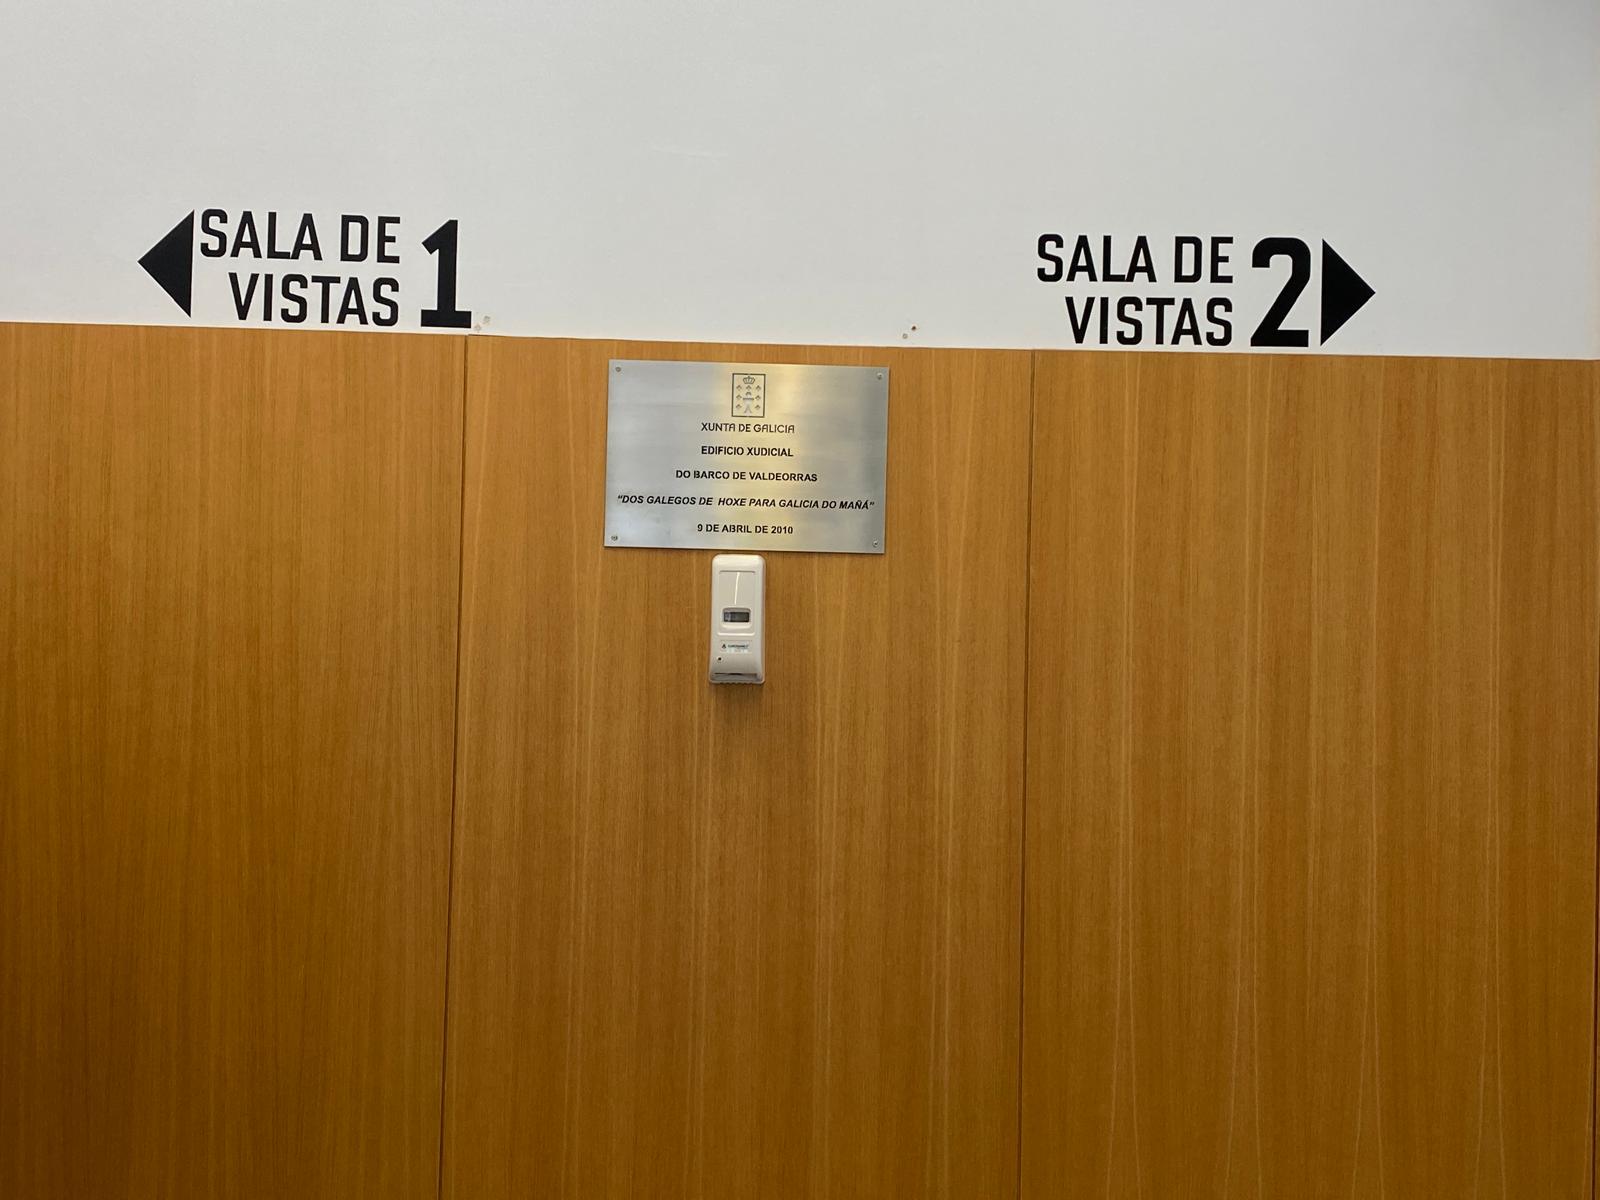 SALA DE
VISTAS 1
SALA DE
VISTAS 2
XUNTA DE GALICIA
EDIFICIO XUDICIAL
DO BARCO DE VALDEORRAS
"DOS GALEGOS DE HOXE PARA GALICIA DO MAÑÁ"
9 DE ABRIL DE 2010